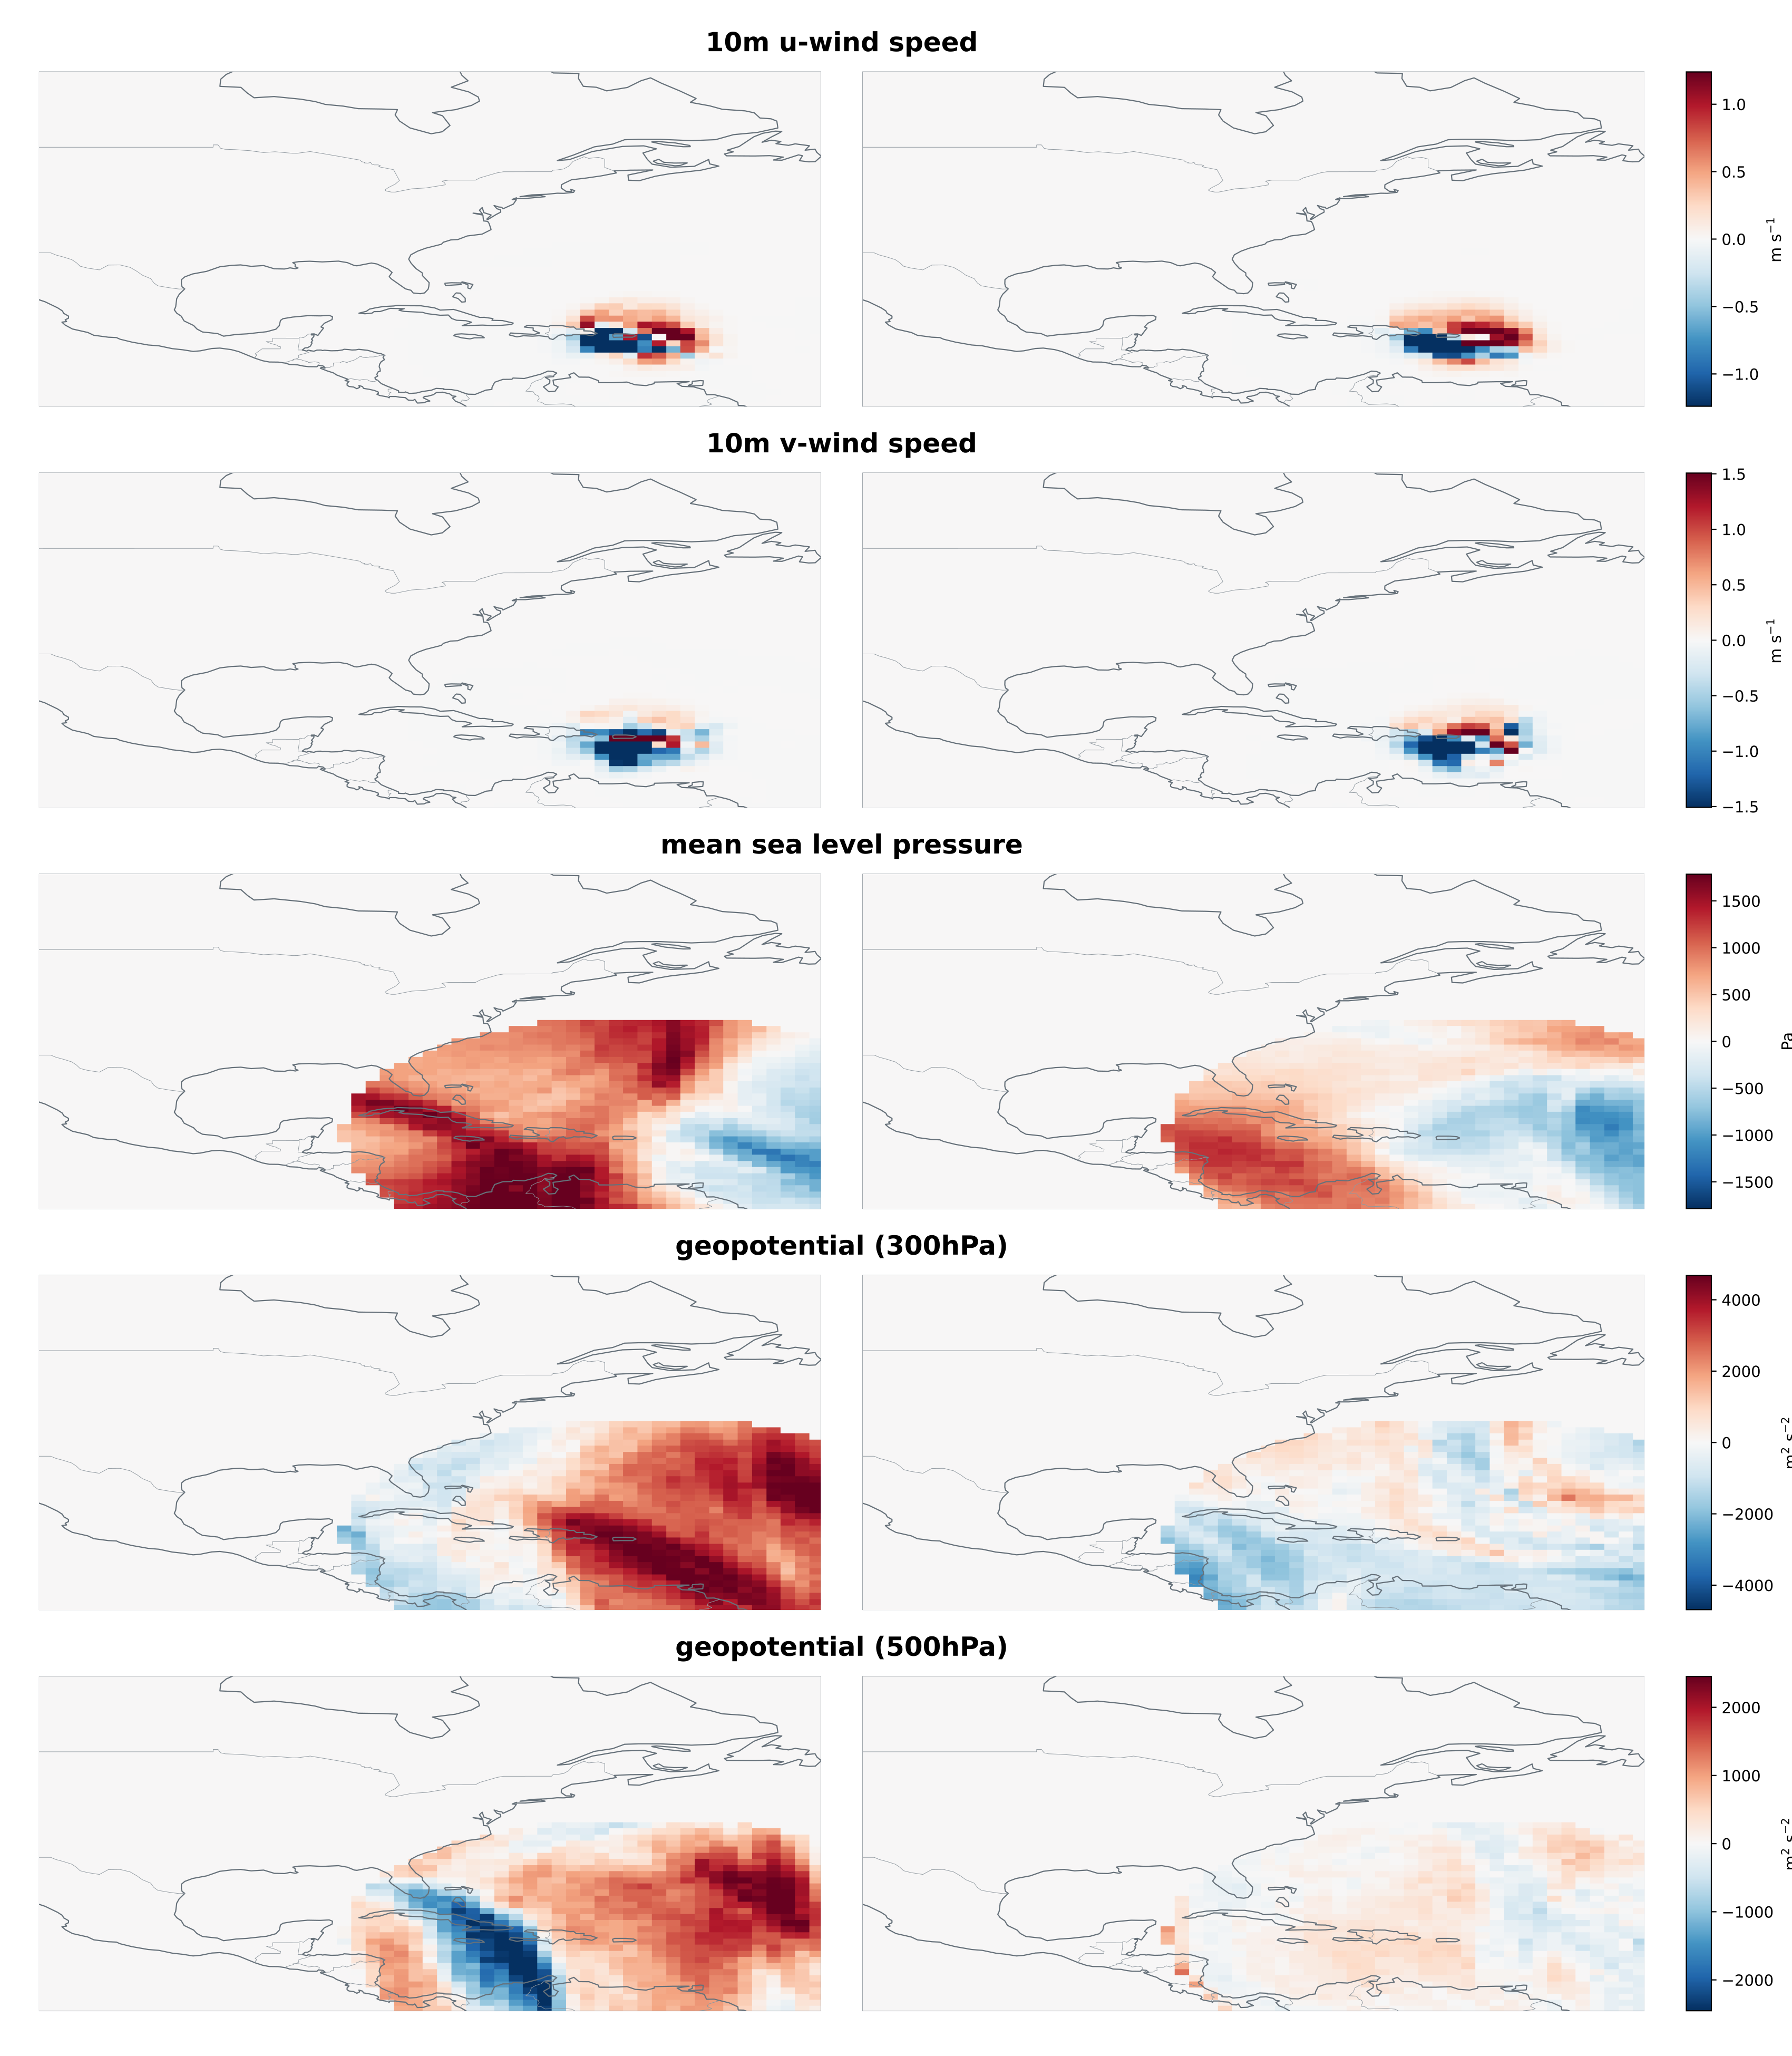 10m u-wind speed
1.0
0.5
0.0
−0.5
−1.0
m s⁻¹
10m v-wind speed
1.5
1.0
0.5
0.0
−0.5
−1.0
−1.5
m s⁻¹
mean sea level pressure
1500
1000
500
0
−500
−1000
−1500
Pa
geopotential (300hPa)
4000
2000
0
−2000
−4000
m² s⁻²
geopotential (500hPa)
2000
1000
0
−1000
−2000
m² s⁻²